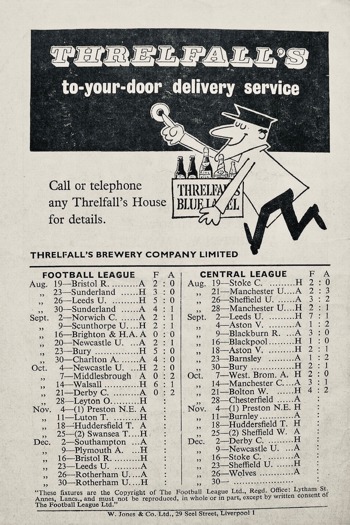 THRELFALL'S
to-your-door delivery service
THRELFALL'S
BLUE LABEL
Call or telephone
any Threlfall's House
for details.
THRELFALL'S BREWERY COMPANY LIMITED
FOOTBALL LEAGUE F A
Aug. 19—Bristol R. ......... A 2 : 0
„ 23—Sunderland ...... H 3 : 0
„ 26—Leeds U. ......... H 5 : 0
„ 30—Sunderland ...... A 4 : 1
Sept. 2—Norwich C. ...... A 2 : 1
„ 9—Scunthorpe U.... H 2 : 1
„ 16—Brighton & H.A. A 0 : 0
„ 20—Newcastle U. ... A 2 : 1
„ 23—Bury ............... H 5 : 0
„ 30—Charlton A. ...... A 4 : 0
Oct. 4—Newcastle U. ... H 2 : 0
„ 7—Middlesbrough A 0 : 2
„ 14—Walsall ............ H 6 : 1
„ 21—Derby C. ......... A 0 : 2
„ 28—Leyton O. ......... H :
Nov. 4—(1) Preston N.E. A :
„ 11—Luton T. ......... H :
„ 18—Huddersfield T. A :
„ 25—(2) Swansea T... H :
Dec. 2—Southampton ... A :
„ 9—Plymouth A. ... H :
„ 16—Bristol R. ......... H :
„ 23—Leeds U. ......... A :
„ 26—Rotherham U... A :
„ 30—Rotherham U... H :
CENTRAL LEAGUE F A
Aug. 19—Stoke C. ............ H 2 : 0
„ 21—Manchester U.... A 2 : 3
„ 26—Sheffield U. ...... A 3 : 2
„ 28—Manchester U.... H 1 : 2
Sept. 2—Leeds U. ......... H 7 : 1
„ 4—Aston V. ......... A 1 : 2
„ 9—Blackburn R. ... A 3 : 0
„ 16—Blackpool ......... H 1 : 0
„ 18—Aston V. ......... H 2 : 1
„ 23—Barnsley ......... A 1 : 2
„ 30—Bury ............... H 2 : 1
Oct. 7—West. Brom. A. H 2 : 0
„ 14—Manchester C.... A 3 : 1
„ 21—Bolton W. ......... H 4 : 2
„ 28—Chesterfield ...... A :
Nov. 4—(1) Preston N.E. H :
„ 11—Burnley ............ A :
„ 18—Huddersfield T. H :
„ 25—(2) Sheffield W. A :
Dec. 2—Derby C. ......... H :
„ 9—Newcastle U. ... A :
„ 16—Stoke C. ......... A :
„ 23—Sheffield U. ...... H :
„ 26—Wolves ............ A :
„ 30— :
"These fixtures are the Copyright of The Football League Ltd., Regd. Office: Lytham St.
Annes, Lancs., and must not be reproduced, in whole or in part, except by written consent of
The Football League Ltd."
W. Jones & Co. Ltd., 29 Seel Street, Liverpool 1